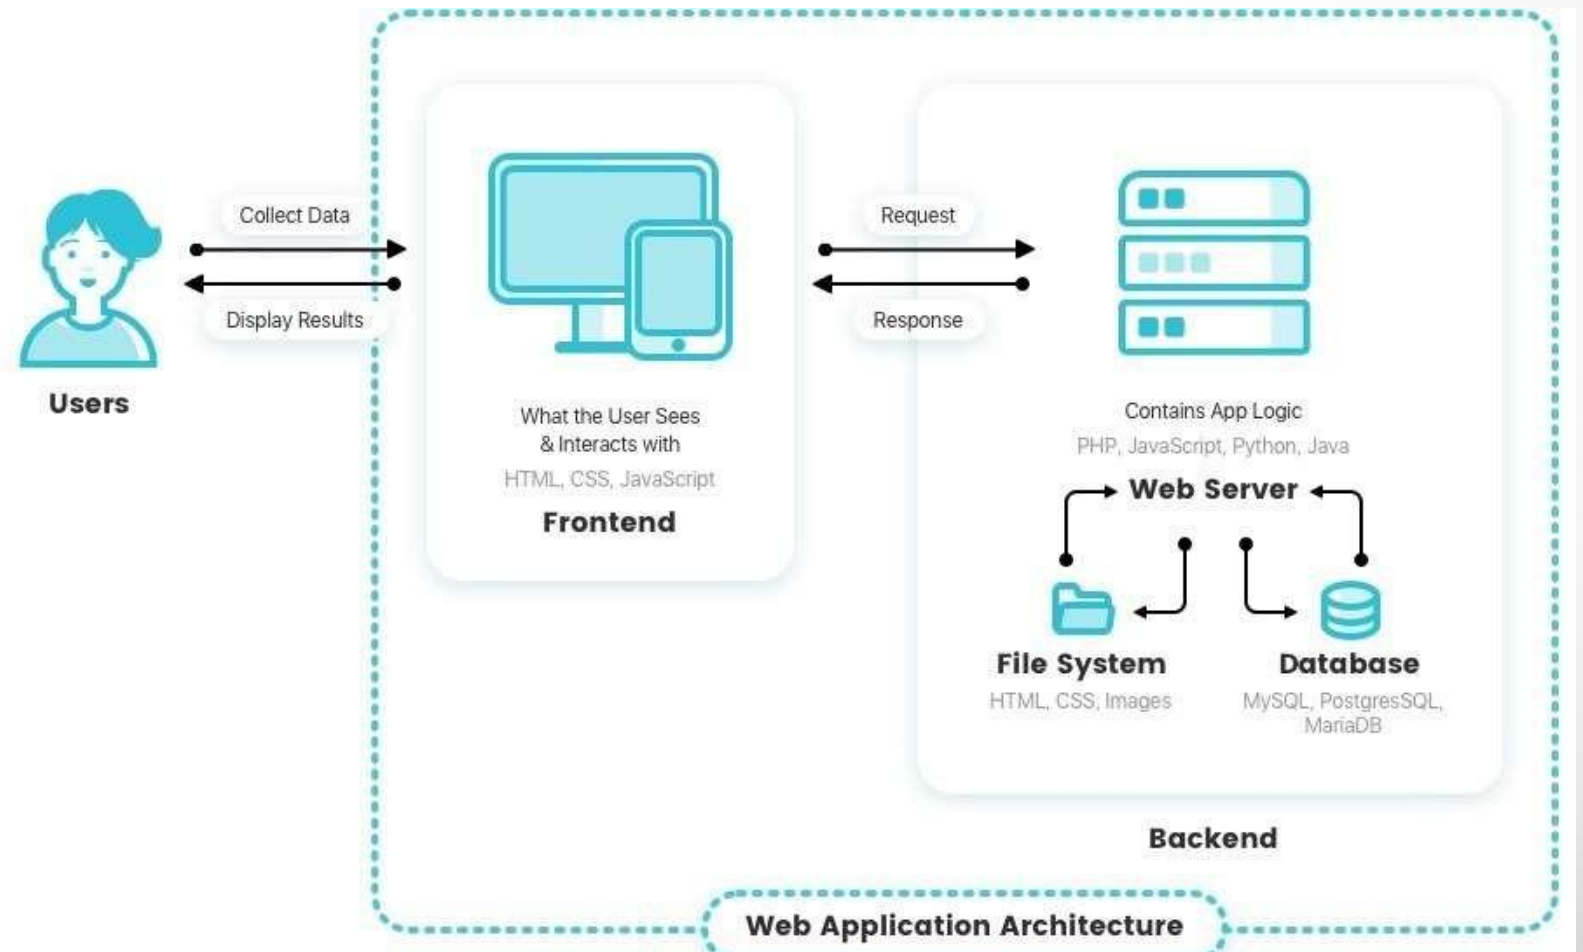 Collect Data
Display Results
Users
What the User Sees
& Interacts with
HTML, CSS, JavaScript
Frontend
Request
Response
Contains App Logic
PHP, JavaScript, Python, Java
Web Server
File System
HTML, CSS, Images
Database
MySQL, PostgresSQL,
MariaDB
Backend
Web Application Architecture